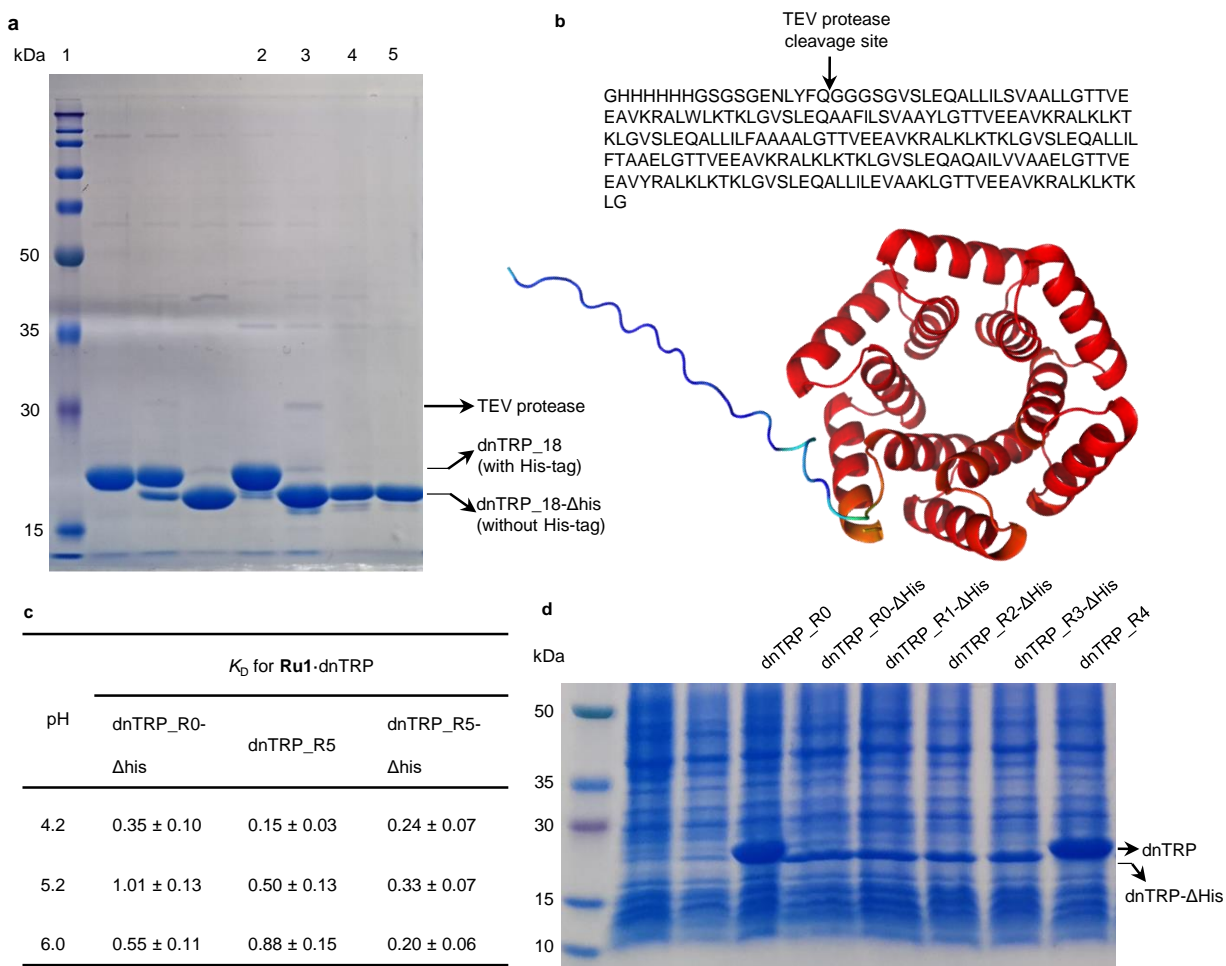 a
kDa 1 2 3 4 5
50
35
30
15
TEV protease
dnTRP_18
(with His-tag)
dnTRP_18-Δhis
(without His-tag)
b
TEV protease
cleavage site
GHHHHHHGSGSGENLYFQGGGSGVSLEQALLILSVAALLGTTVE
EAVKRALWLKTKLGVSLEQAAFILSVAAYLGTTVEEAVKRALKLKT
KLGVSLEQALLILFAAAALGTTVEEAVKRALKLKTKLGVSLEQALLIL
FTAAELGTTVEEAVKRALKLKTKLGVSLEQAQAILVVAAELGTTVE
EAVYRALKLKTKLGVSLEQALLILEVAAKLGTTVEEAVKRALKLKTK
LG
c
K_D for Ru1·dnTRP
pH dnTRP_R0-Δhis dnTRP_R5 dnTRP_R5-Δhis
4.2 0.35 ± 0.10 0.15 ± 0.03 0.24 ± 0.07
5.2 1.01 ± 0.13 0.50 ± 0.13 0.33 ± 0.07
6.0 0.55 ± 0.11 0.88 ± 0.15 0.20 ± 0.06
d
kDa dnTRP_R0 dnTRP_R0-ΔHis dnTRP_R1-ΔHis dnTRP_R2-ΔHis dnTRP_R3-ΔHis dnTRP_R4
50
35
30
15
10
dnTRP
dnTRP-ΔHis